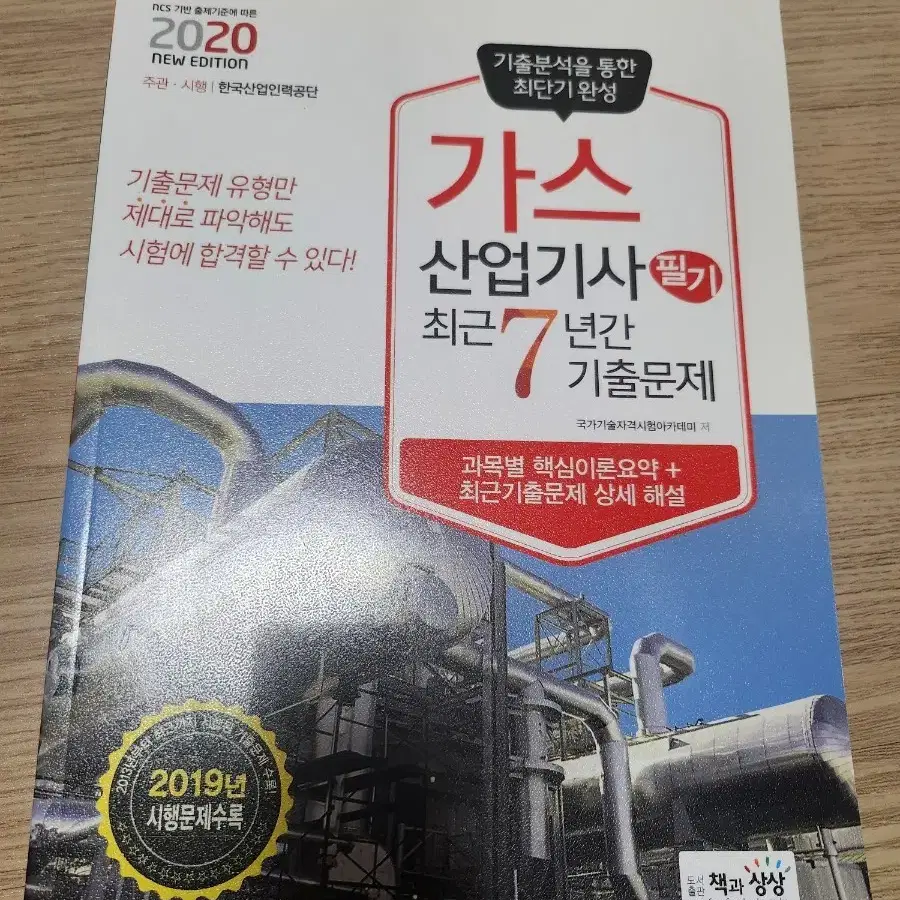 NCS 기반 출제기준에 따른
2020
NEW EDITION
주관 · 시행 | 한국산업인력공단
기출문제 유형만
제대로 파악해도
시험에 합격할 수 있다!
기출분석을 통한
최단기 완성
가스
산업기사 필기
최근 7년간
기출문제
국가기술자격시험아카데미 저
과목별 핵심이론요약 +
최근기출문제 상세 해설
2019년
시행문제수록
도서
출판
책과 상상